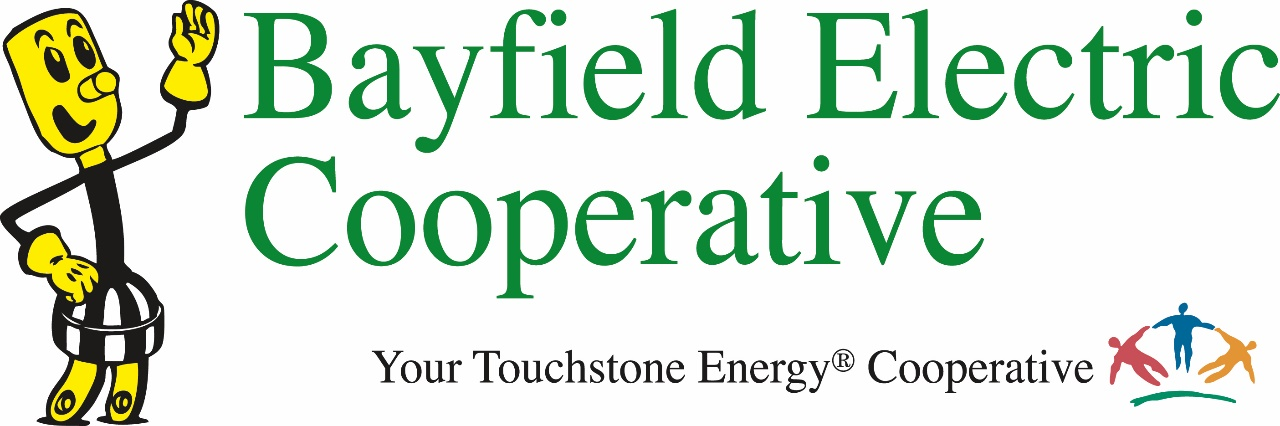 Bayfield Electric
Cooperative
Your Touchstone Energy® Cooperative